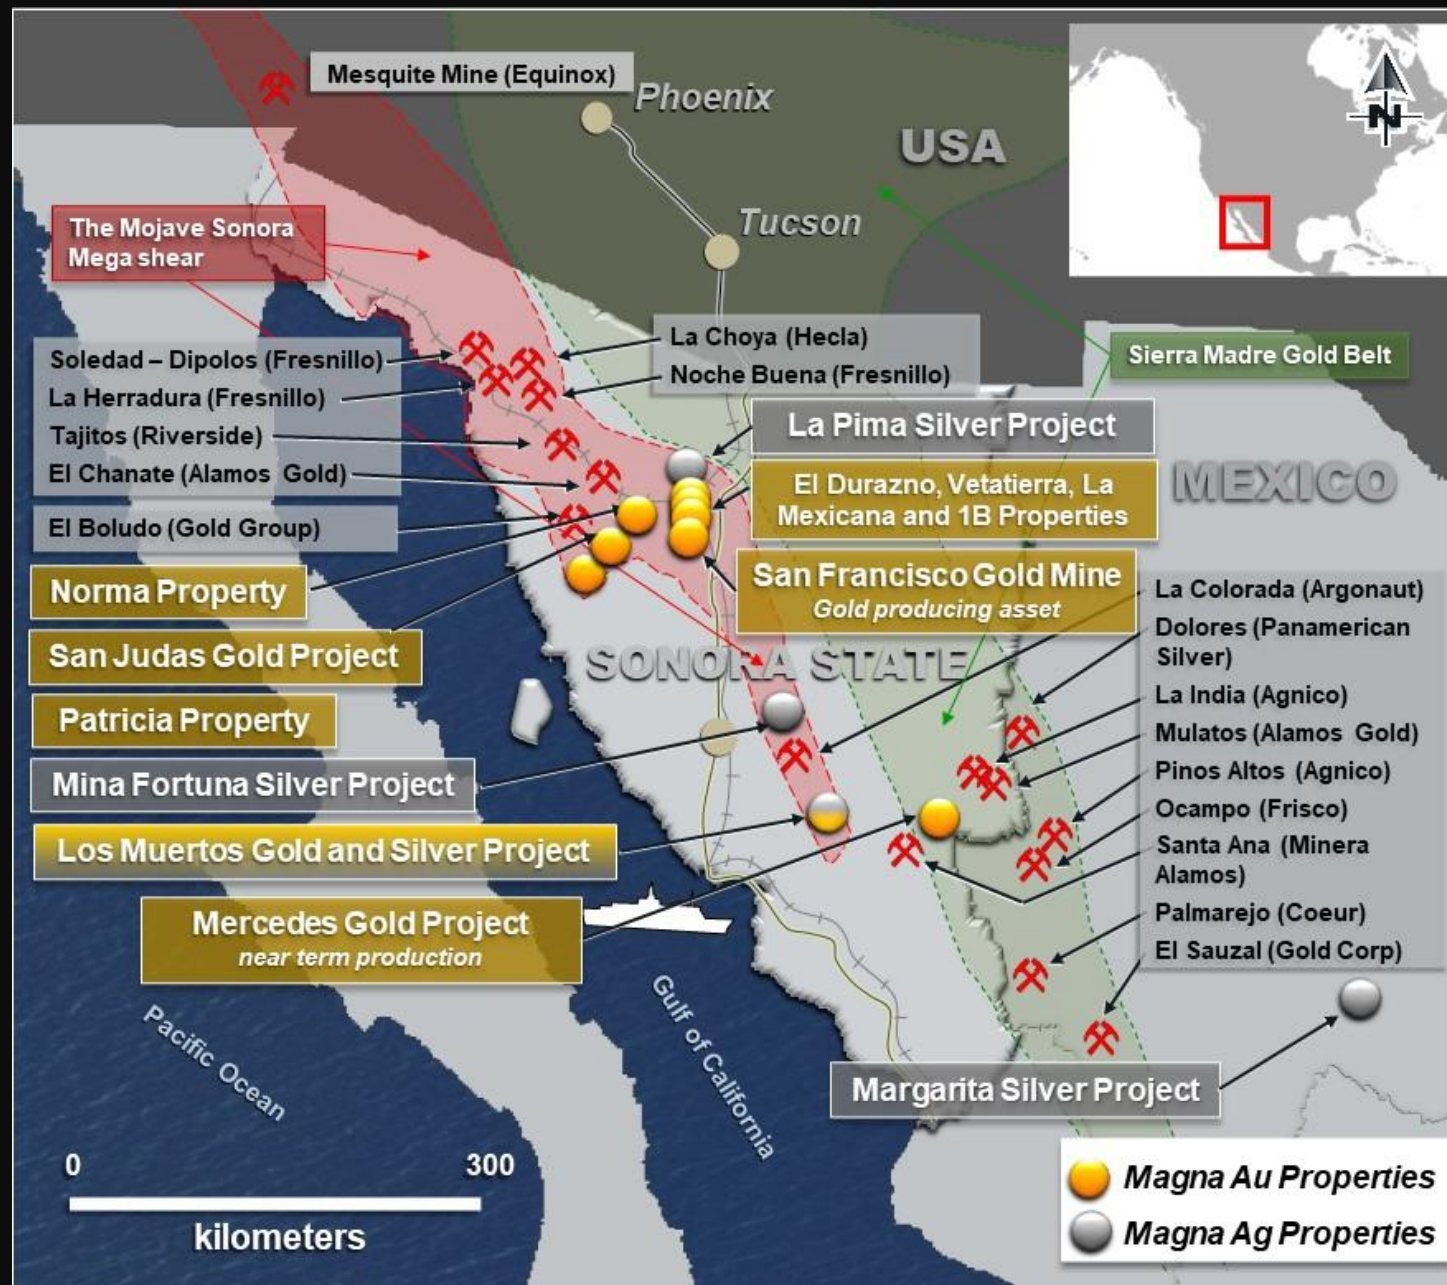 Mesquite Mine (Equinox)
Phoenix
USA
N
Tucson
The Mojave Sonora
Mega shear
La Choya (Hecla)
Noche Buena (Fresnillo)
Sierra Madre Gold Belt
Soledad – Dipolos (Fresnillo)
La Herradura (Fresnillo)
Tajitos (Riverside)
El Chanate (Alamos Gold)
El Boludo (Gold Group)
La Pima Silver Project
El Durazno, Vetatierra, La
Mexicana and 1B Properties
MEXICO
San Francisco Gold Mine
Gold producing asset
Norma Property
San Judas Gold Project
Patricia Property
Mina Fortuna Silver Project
Los Muertos Gold and Silver Project
Mercedes Gold Project
near term production
SONORA STATE
La Colorada (Argonaut)
Dolores (Panamerican
Silver)
La India (Agnico)
Mulatos (Alamos Gold)
Pinos Altos (Agnico)
Ocampo (Frisco)
Santa Ana (Minera
Alamos)
Palmarejo (Coeur)
El Sauzal (Gold Corp)
Pacific Ocean
Gulf of California
Margarita Silver Project
0 300
kilometers
Magna Au Properties
Magna Ag Properties